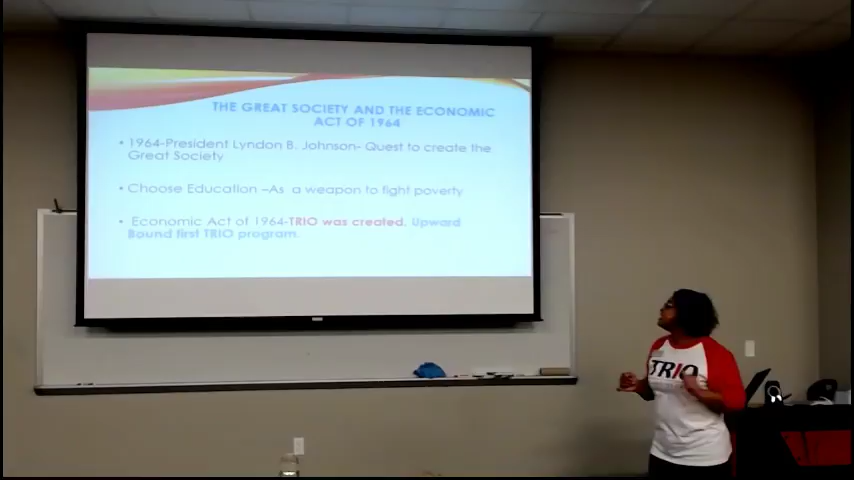 THE GREAT SOCIETY AND THE ECONOMIC
ACT OF 1964
• 1964-President Lyndon B. Johnson- Quest to create the
Great Society
• Choose Education –As a weapon to fight poverty
• Economic Act of 1964-TRIO was created. Upward
Bound first TRIO program.
TRIO